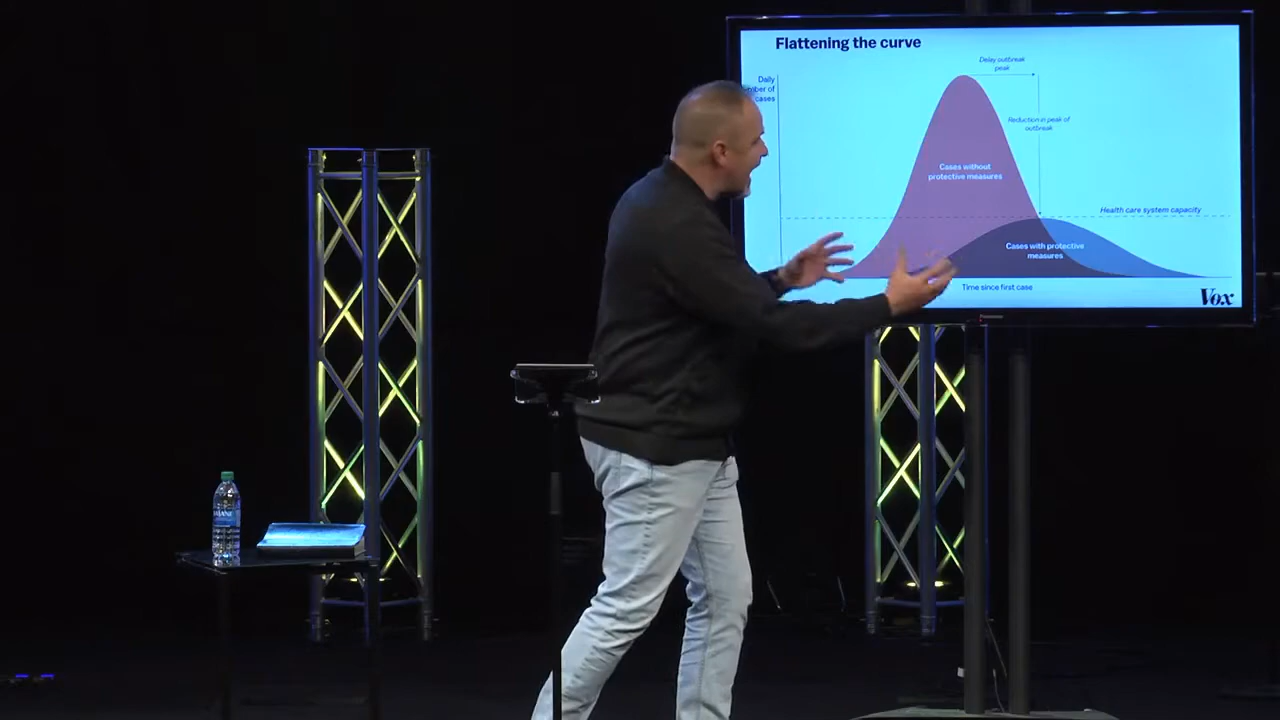 Flattening the curve
Delay outbreak
peak
Daily
mber of
cases
Reduction in peak of
outbreak
Cases without
protective measures
Health care system capacity
Cases with protective
measures
Time since first case
Vox